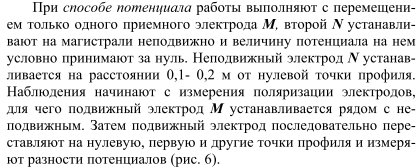 При способе потенциала работы выполняют с перемещени-
ем только одного приемного электрода M, второй N устанавли-
вают на магистрали неподвижно и величину потенциала на нем
условно принимают за нуль. Неподвижный электрод N устанав-
ливается на расстоянии 0,1- 0,2 м от нулевой точки профиля.
Наблюдения начинают с измерения поляризации электродов,
для чего подвижный электрод M устанавливается рядом с не-
подвижным. Затем подвижный электрод последовательно пере-
ставляют на нулевую, первую и другие точки профиля и измеря-
ют разности потенциалов (рис. 6).